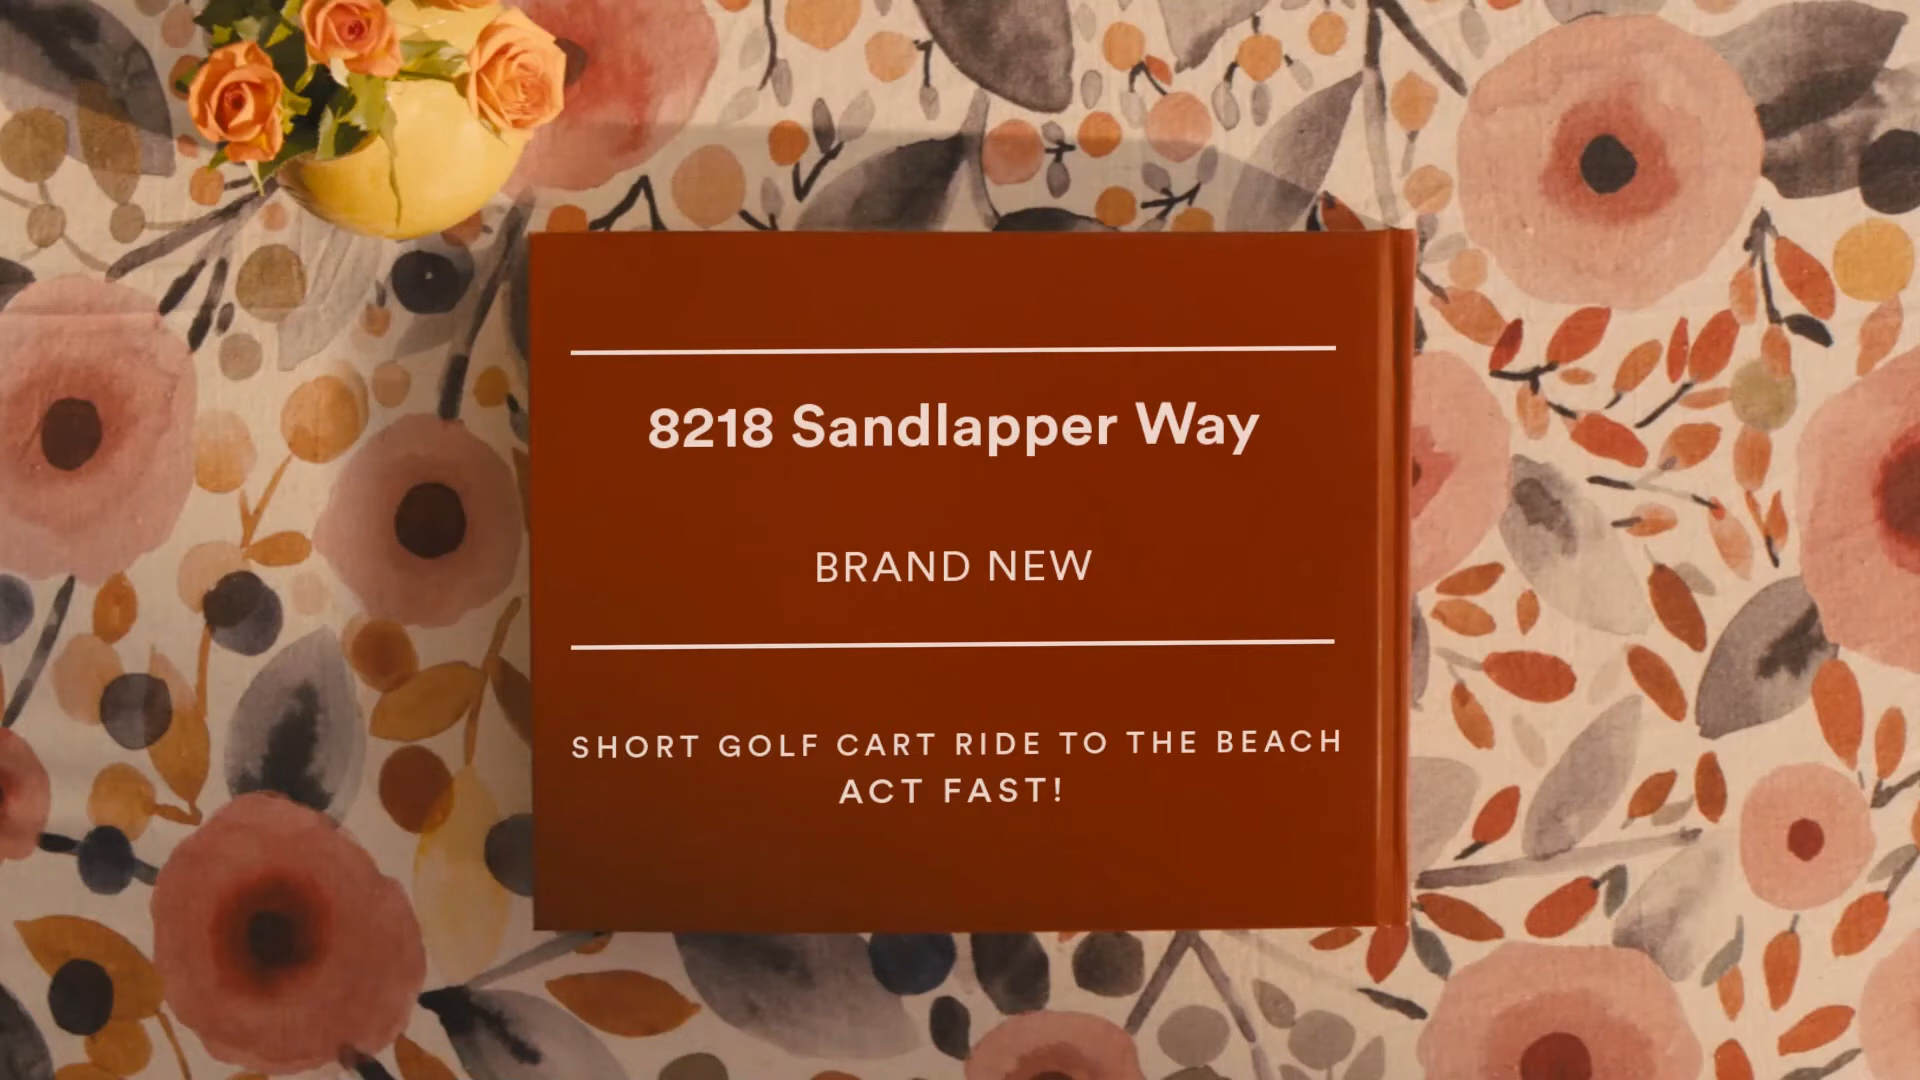 8218 Sandlapper Way
BRAND NEW
SHORT GOLF CART RIDE TO THE BEACH
ACT FAST!